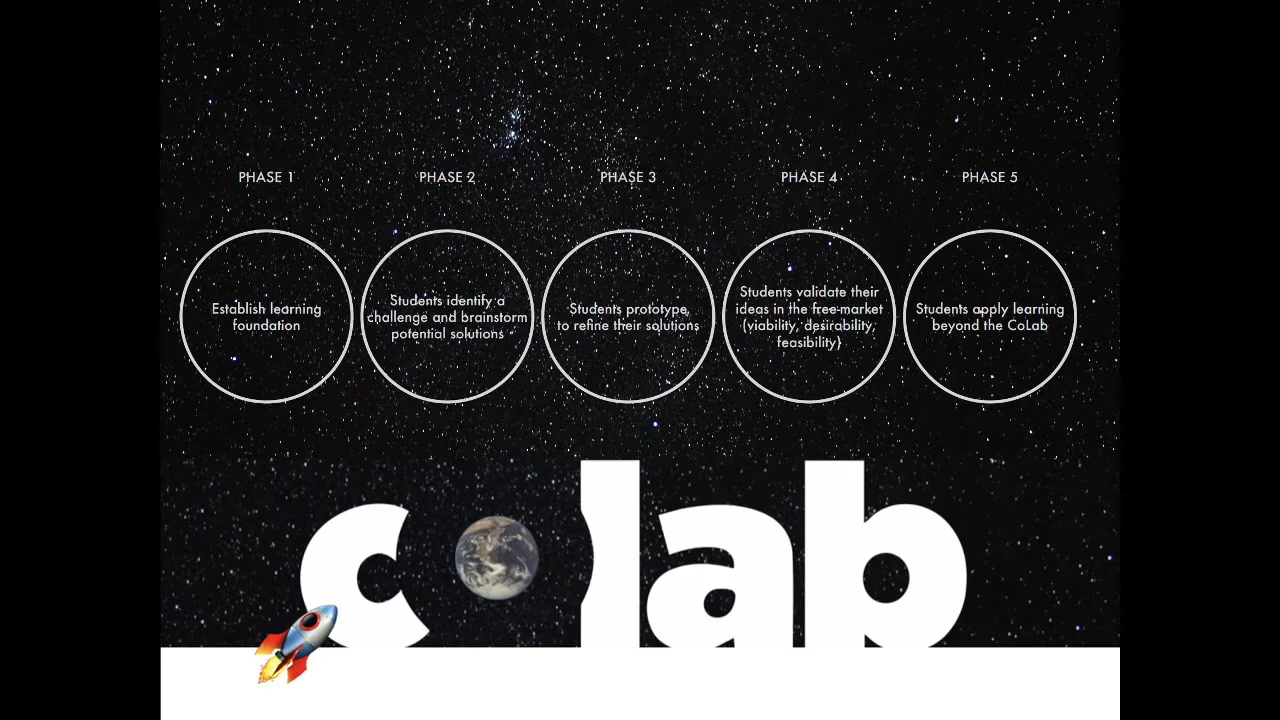 PHASE 1
PHASE 2
PHASE 3
PHASE 4
PHASE 5
Establish learning
foundation
Students identify a
challenge and brainstorm
potential solutions
Students prototype
to refine their solutions
Students validate their
ideas in the free-market
(viability, desirability,
feasibility)
Students apply learning
beyond the CoLab
colab